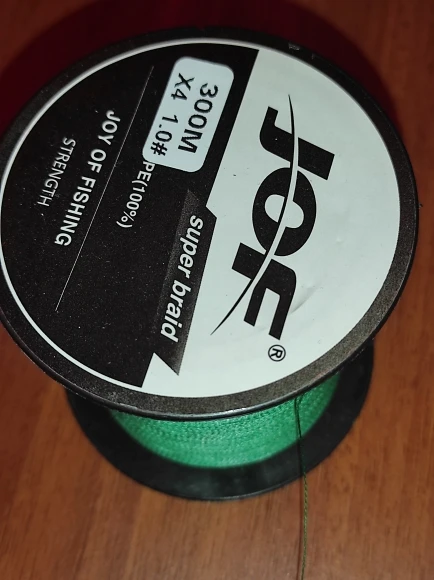 JOF®
super braid
300M
X4 1.0#
PE(100%)
JOY OF FISHING
STRENGTH